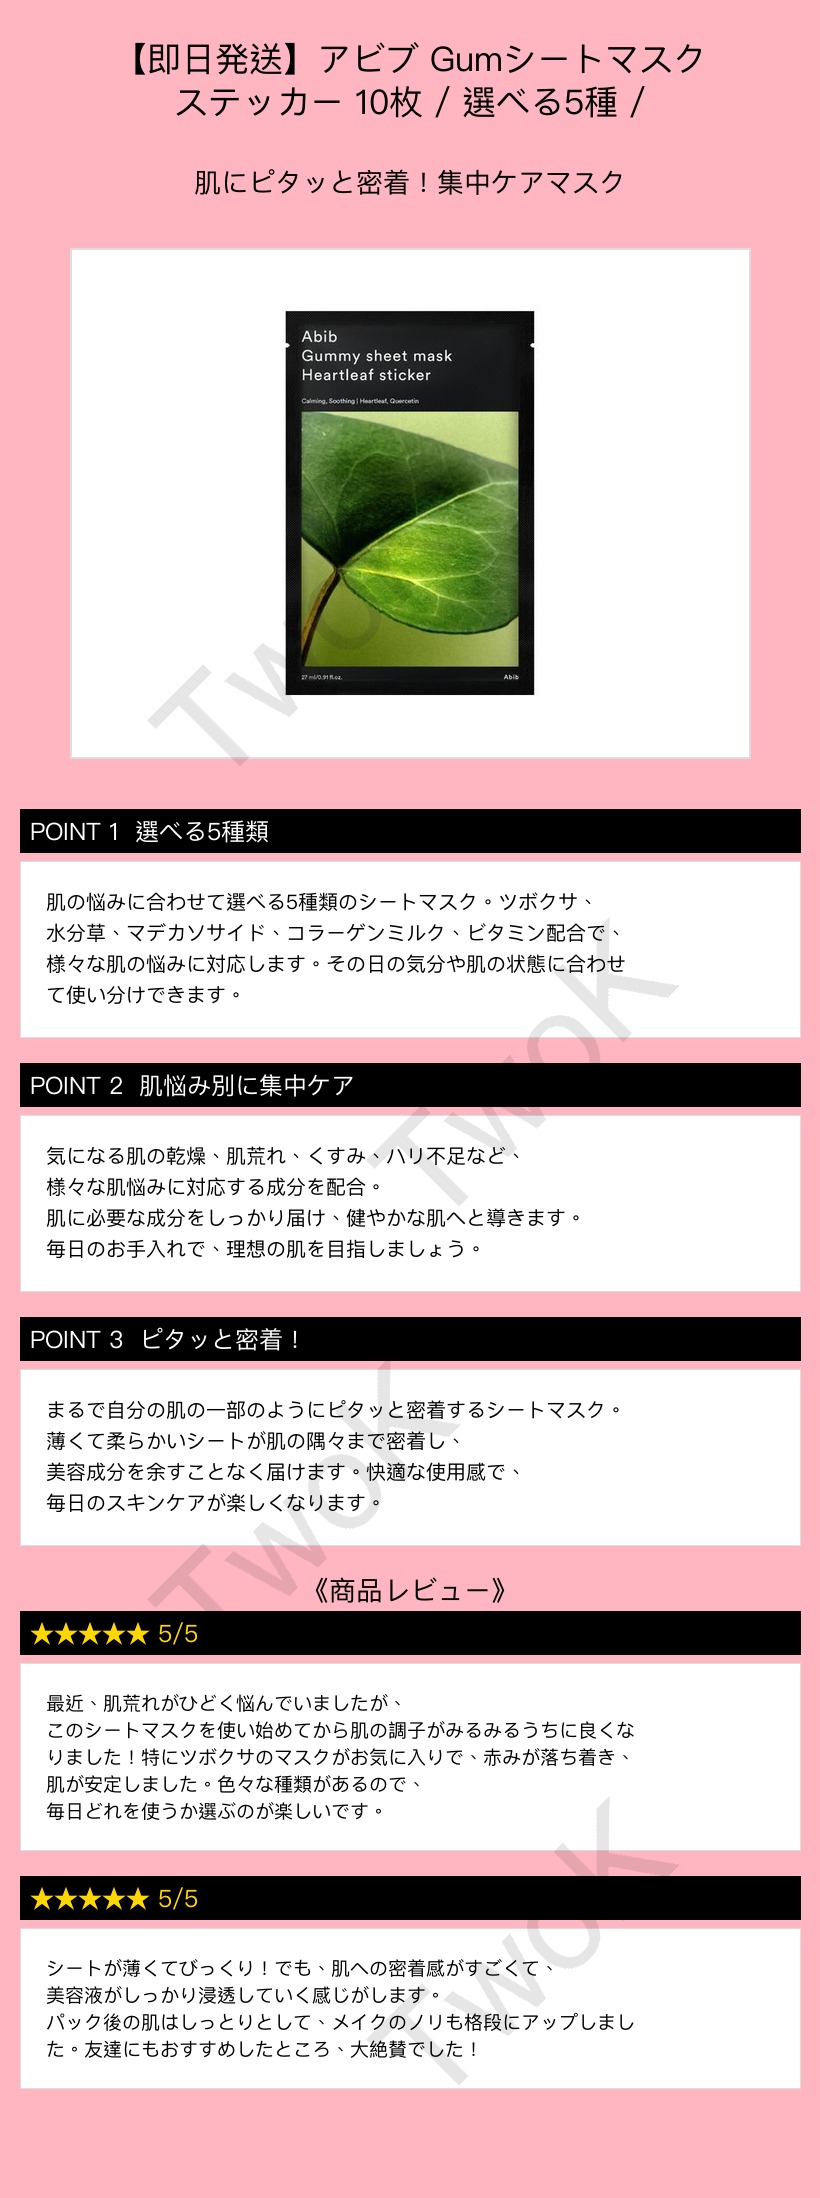 【即日発送】アビブ Gumシートマスク
ステッカー 10枚 / 選べる5種 /
肌にピタッと密着！集中ケアマスク
Abib
Gummy sheet mask
Heartleaf sticker
Calming, Soothing | Heartleaf, Quercetin
27 ml/0.91 fl.oz.
Abib
Twok
POINT 1 選べる5種類
肌の悩みに合わせて選べる5種類のシートマスク。ツボクサ、
水分草、マデカソサイド、コラーゲンミルク、ビタミン配合で、
様々な肌の悩みに対応します。その日の気分や肌の状態に合わせ
て使い分けできます。
TwoK
POINT 2 肌悩み別に集中ケア
気になる肌の乾燥、肌荒れ、くすみ、ハリ不足など、
様々な肌悩みに対応する成分を配合。
肌に必要な成分をしっかり届け、健やかな肌へと導きます。
毎日のお手入れで、理想の肌を目指しましょう。
POINT 3 ピタッと密着！
まるで自分の肌の一部のようにピタッと密着するシートマスク。
薄くて柔らかいシートが肌の隅々まで密着し、
美容成分を余すことなく届けます。快適な使用感で、
毎日のスキンケアが楽しくなります。
TwoK
《商品レビュー》
★★★★★ 5/5
最近、肌荒れがひどく悩んでいましたが、
このシートマスクを使い始めてから肌の調子がみるみるうちに良くな
りました！特にツボクサのマスクがお気に入りで、赤みが落ち着き、
肌が安定しました。色々な種類があるので、
毎日どれを使うか選ぶのが楽しいです。
★★★★★ 5/5
シートが薄くてびっくり！でも、肌への密着感がすごくて、
美容液がしっかり浸透していく感じがします。
パック後の肌はしっとりとして、メイクのノリも格段にアップしまし
た。友達にもおすすめしたところ、大絶賛でした！
TwoK